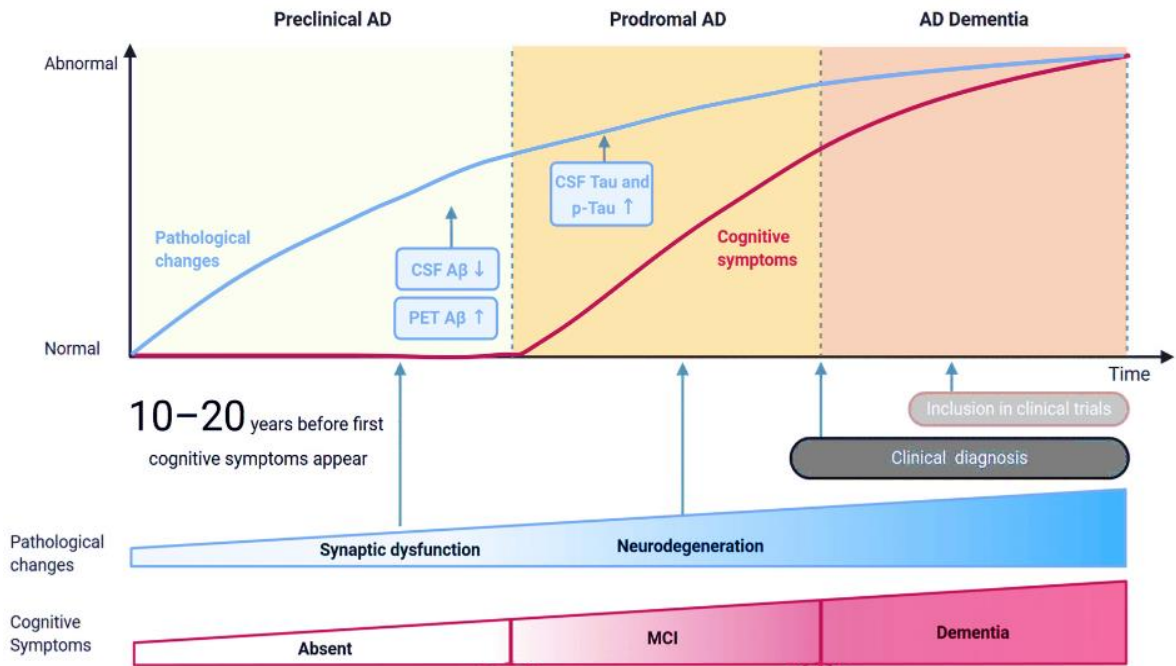 Preclinical AD
Prodromal AD
AD Dementia
Abnormal
CSF Tau and
p-Tau ↑
Pathological
changes
Cognitive
symptoms
CSF Aβ ↓
PET Aβ ↑
Normal
Time
10–20 years before first
cognitive symptoms appear
Inclusion in clinical trials
Clinical diagnosis
Pathological
changes
Synaptic dysfunction
Neurodegeneration
Cognitive
Symptoms
Absent
MCI
Dementia